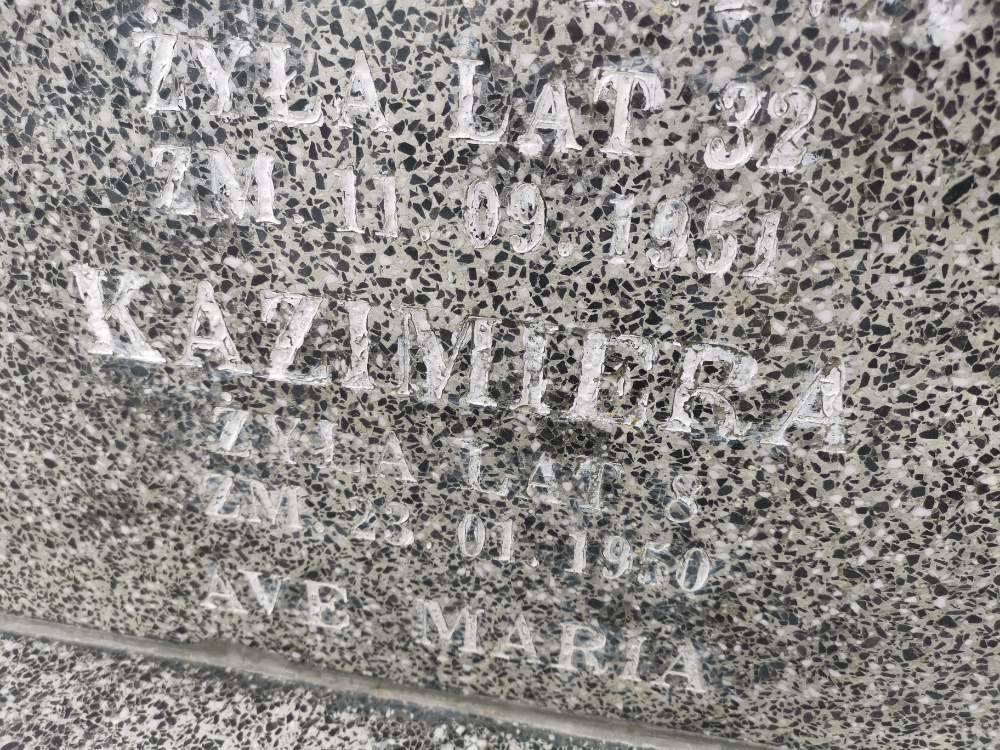 ŻYŁA LAT 32
ZM. 11. 09. 1951
KAZIMIERA
ŻYŁA LAT 8
ZM. 23. 01. 1950
AVE MARIA